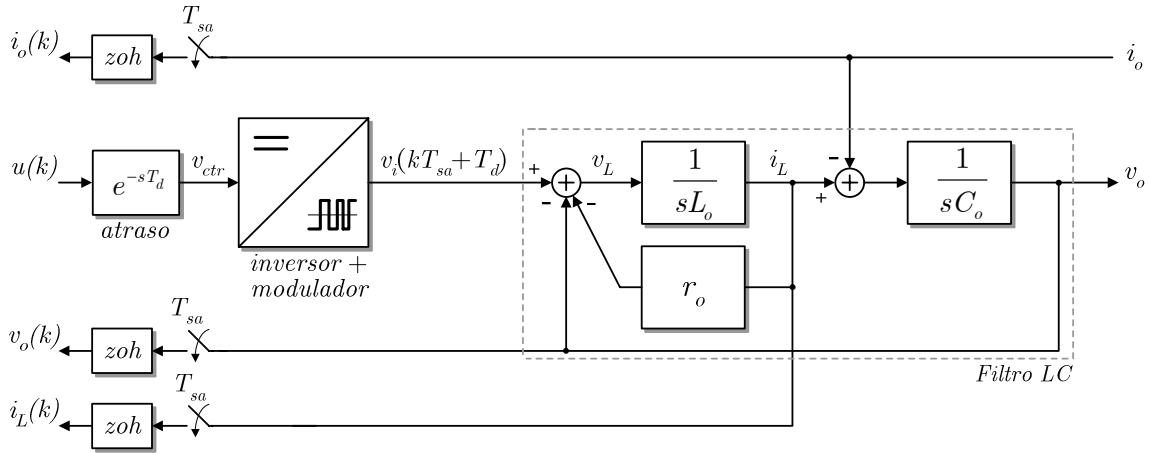 T_sa
i_o(k)
zoh
i_o
u(k)
e^{-sT_d}
v_ctr
v_i(kT_sa+T_d)
+
+
-
-
v_L
1
sL_o
i_L
-
+
+
1
sC_o
v_o
atraso
inversor +
modulador
r_o
T_sa
v_o(k)
zoh
Filtro LC
T_sa
i_L(k)
zoh